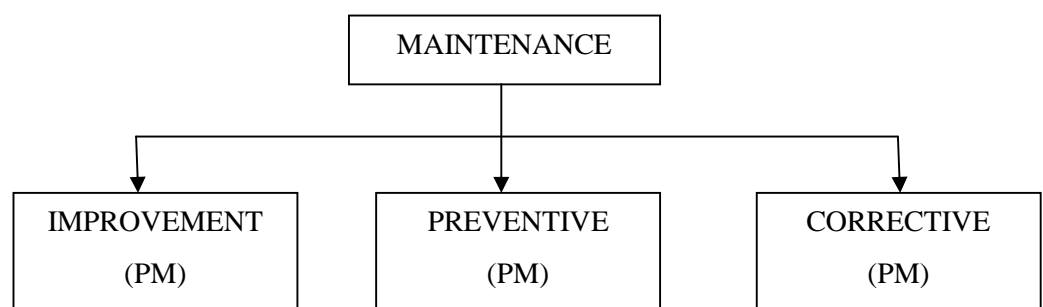 MAINTENANCE
IMPROVEMENT
(PM)
PREVENTIVE
(PM)
CORRECTIVE
(PM)